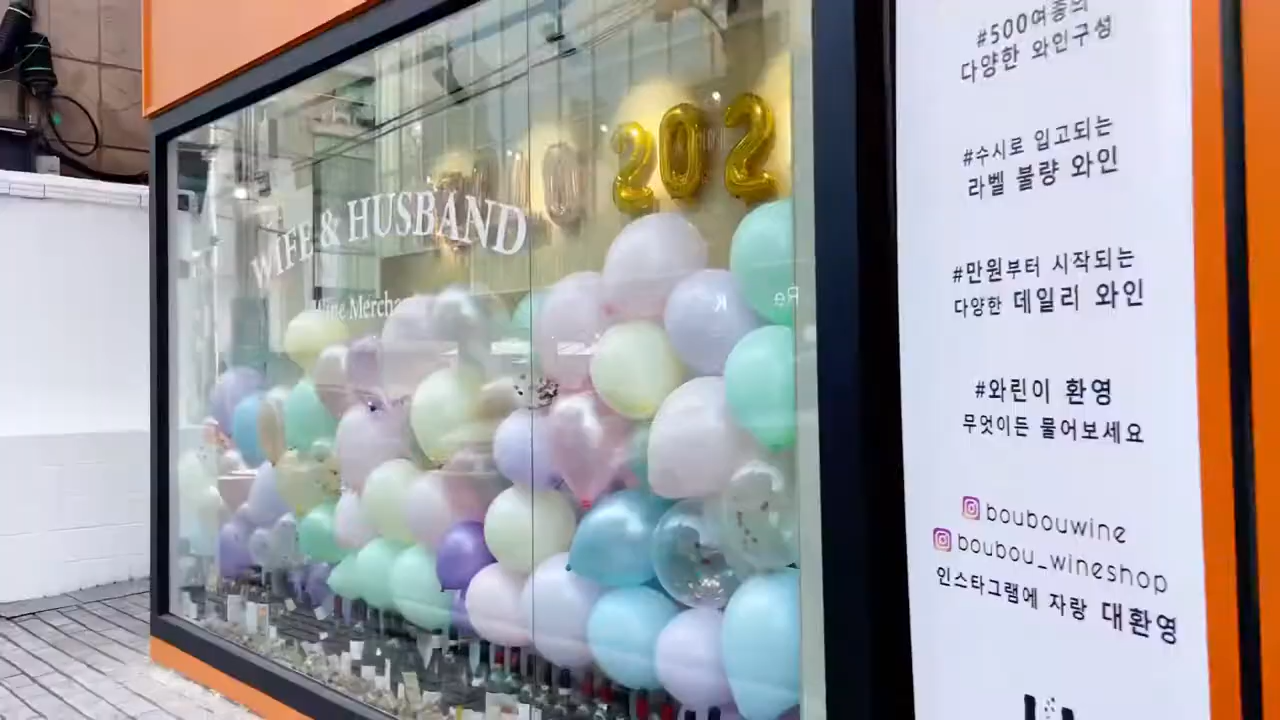 WIFE & HUSBAND
Wine
202
#500여종의
다양한 와인구성
#수시로 입고되는
라벨 불량 와인
#만원부터 시작되는
다양한 데일리 와인
#와린이 환영
무엇이든 물어보세요
boubouwine
boubou_wineshop
인스타그램에 자랑 대환영